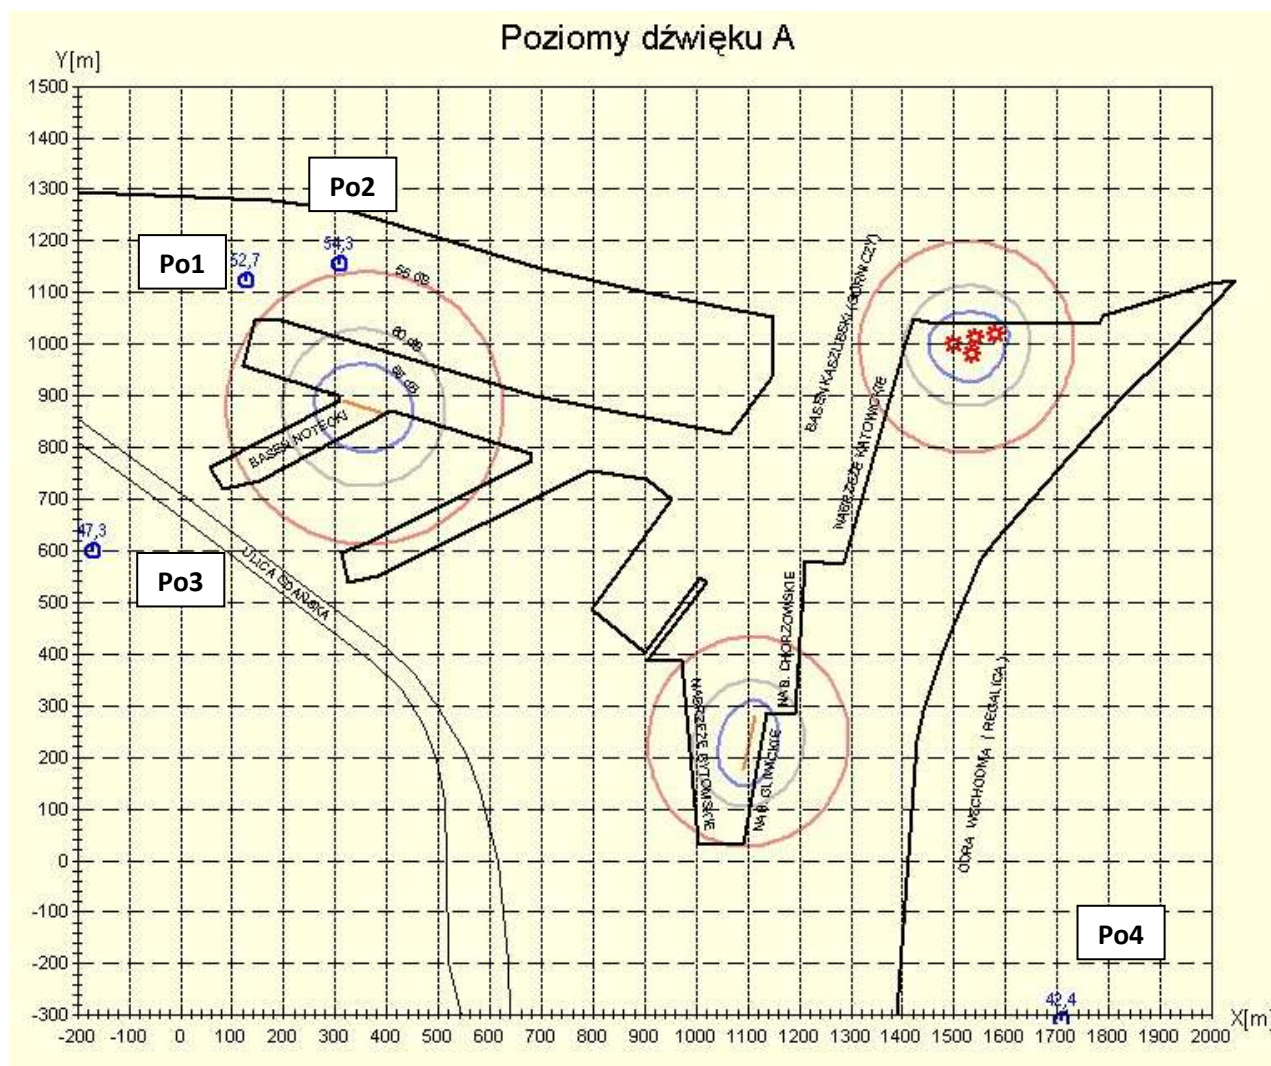 Poziomy dźwięku A
Y[m]
1500
1400
1300
1200
1100
1000
900
800
700
600
500
400
300
200
100
0
-100
-200
-300
-200 -100 0 100 200 300 400 500 600 700 800 900 1000 1100 1200 1300 1400 1500 1600 1700 1800 1900 2000
X[m]
Po2
54,3
Po1
52,7
55 dB
60 dB
65 dB
BASEN NOTECKI
47,3
Po3
ULICA GDAŃSKA
BASEN KASZUBSKI (GÓRNICZY)
NABRZEŻE KATOWICKIE
NAB. CHORZOWSKIE
NABRZEŻE BYTOMSKIE
NAB. GLIWICKIE
ODRA WSCHODNIA ( REGALICA )
Po4
42,4